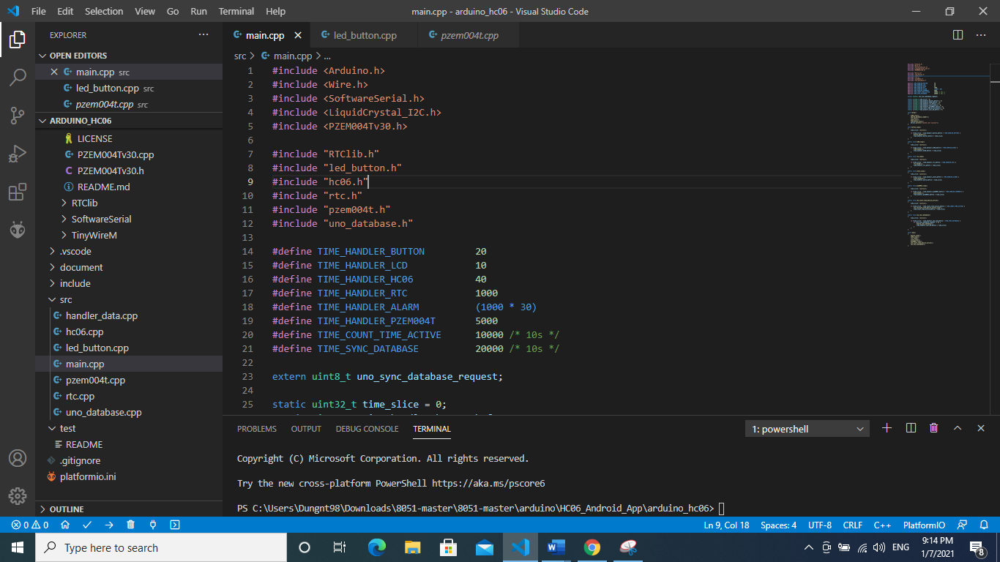 File Edit Selection View Go Run Terminal Help
main.cpp - arduino_hc06 - Visual Studio Code
EXPLORER
OPEN EDITORS
main.cpp src
led_button.cpp src
pzem004t.cpp src
ARDUINO_HC06
LICENSE
PZEM004Tv30.cpp
C PZEM004Tv30.h
README.md
RTClib
SoftwareSerial
TinyWireM
.vscode
document
include
src
handler_data.cpp
hc06.cpp
led_button.cpp
main.cpp
pzem004t.cpp
rtc.cpp
uno_database.cpp
test
README
.gitignore
platformio.ini
OUTLINE
main.cpp led_button.cpp pzem004t.cpp
src > main.cpp > ...
1 #include <Arduino.h>
2 #include <Wire.h>
3 #include <SoftwareSerial.h>
4 #include <LiquidCrystal_I2C.h>
5 #include <PZEM004Tv30.h>
6
7 #include "RTClib.h"
8 #include "led_button.h"
9 #include "hc06.h"
10 #include "rtc.h"
11 #include "pzem004t.h"
12 #include "uno_database.h"
13
14 #define TIME_HANDLER_BUTTON 20
15 #define TIME_HANDLER_LCD 10
16 #define TIME_HANDLER_HC06 40
17 #define TIME_HANDLER_RTC 1000
18 #define TIME_HANDLER_ALARM (1000 * 30)
19 #define TIME_HANDLER_PZEM004T 5000
20 #define TIME_COUNT_TIME_ACTIVE 10000 /* 10s */
21 #define TIME_SYNC_DATABASE 20000 /* 10s */
22
23 extern uint8_t uno_sync_database_request;
24
25 static uint32_t time_slice = 0;
PROBLEMS OUTPUT DEBUG CONSOLE TERMINAL
1: powershell
Copyright (C) Microsoft Corporation. All rights reserved.
Try the new cross-platform PowerShell https://aka.ms/pscore6
PS C:\Users\Dungnt98\Downloads\8051-master\8051-master\arduino\HC06_Android_App\arduino_hc06>
0 0
Ln 9, Col 18 Spaces: 4 UTF-8 CRLF C++ PlatformIO
Type here to search
ENG
9:14 PM
1/7/2021
8